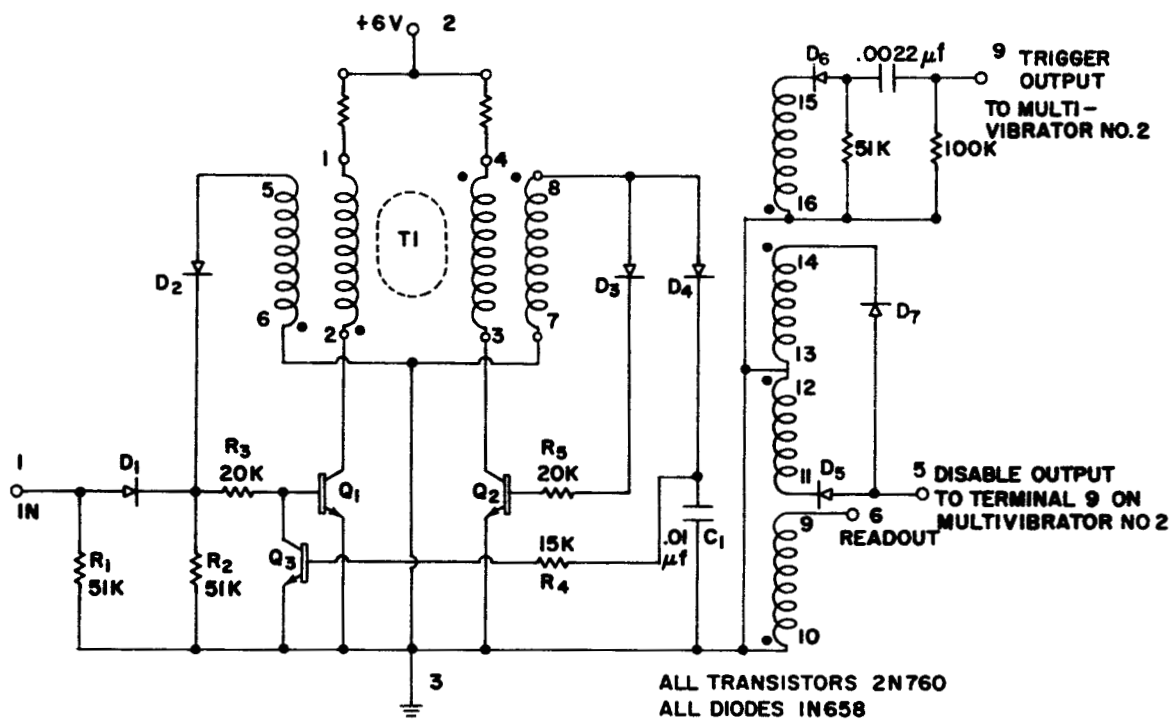 +6V 2
D6 .0022 μf 9 TRIGGER
OUTPUT
TO MULTI-
VIBRATOR NO. 2
15
51K 100K
16
1 4
5 8
T1
D2 D3 D4
6 2 3 7
14
D7
13
12
11 D5 5 DISABLE OUTPUT
TO TERMINAL 9 ON
MULTIVIBRATOR NO 2
9 6
READOUT
10
1 D1 R3
20K
R5
20K
IN
Q1 Q2
.01
μf
C1
R1
51K
R2
51K
Q3
15K
R4
3
ALL TRANSISTORS 2N760
ALL DIODES 1N658